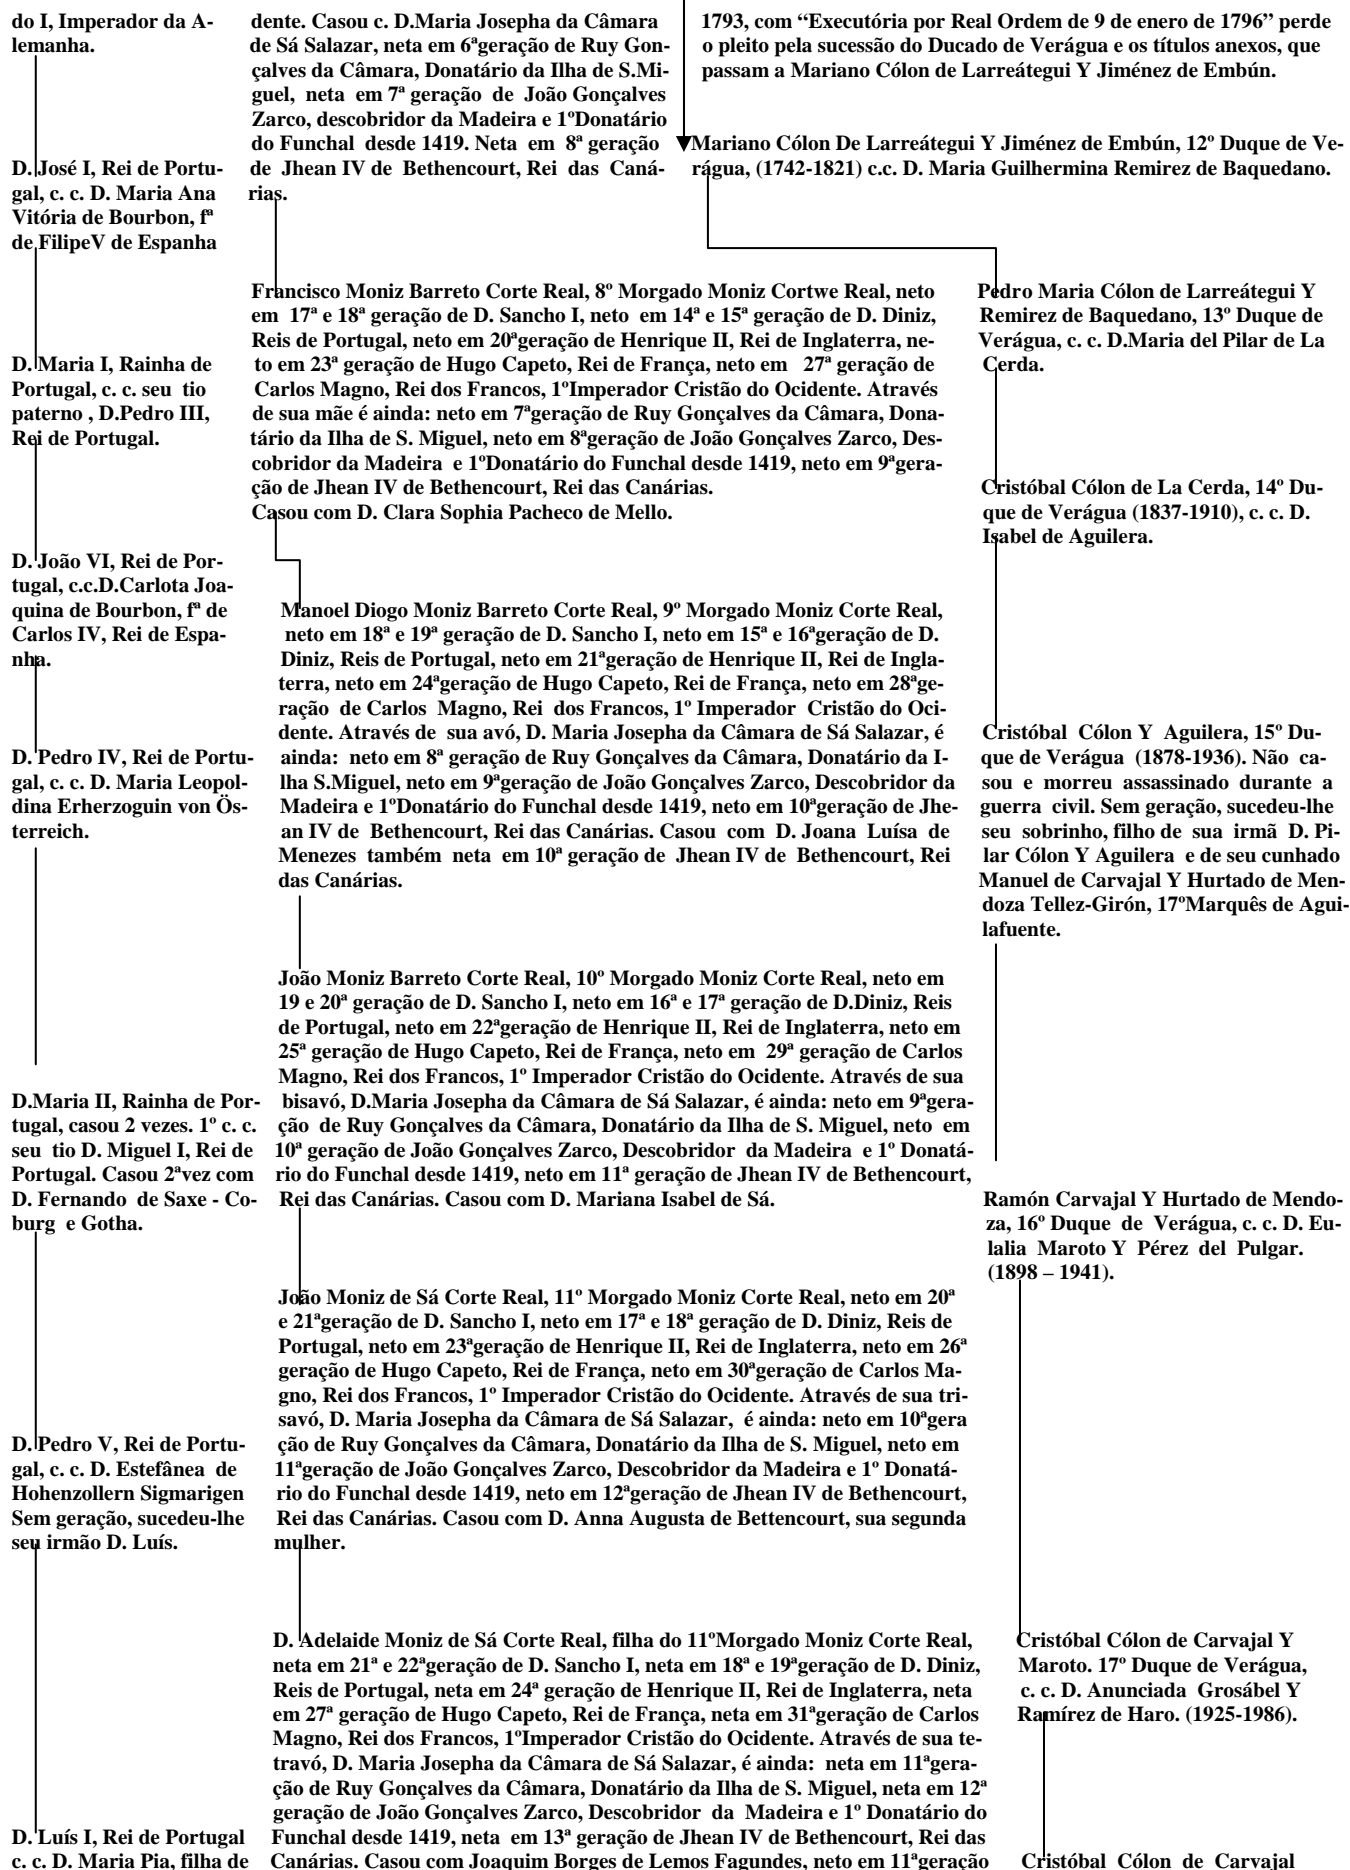 do I, Imperador da A-
lemanha.
D. José I, Rei de Portu-
gal, c. c. D. Maria Ana
Vitória de Bourbon, fª
de FilipeV de Espanha
D. Maria I, Rainha de
Portugal, c. c. seu tio
paterno , D.Pedro III,
Rei de Portugal.
D. João VI, Rei de Por-
tugal, c.c.D.Carlota Joa-
quina de Bourbon, fª de
Carlos IV, Rei de Espa-
nha.
D. Pedro IV, Rei de Portu-
gal, c. c. D. Maria Leopol-
dina Erherzoguin von Ös-
terreich.
D.Maria II, Rainha de Por-
tugal, casou 2 vezes. 1º c. c.
seu tio D. Miguel I, Rei de
Portugal. Casou 2ªvez com
D. Fernando de Saxe - Co-
burg e Gotha.
D. Pedro V, Rei de Portu-
gal, c. c. D. Estefânea de
Hohenzollern Sigmarigen
Sem geração, sucedeu-lhe
seu irmão D. Luís.
D. Luís I, Rei de Portugal
c. c. D. Maria Pia, filha de
dente. Casou c. D.Maria Josepha da Câmara
de Sá Salazar, neta em 6ªgeração de Ruy Gon-
çalves da Câmara, Donatário da Ilha de S.Mi-
guel, neta em 7ª geração de João Gonçalves
Zarco, descobridor da Madeira e 1ºDonatário
do Funchal desde 1419. Neta em 8ª geração
de Jhean IV de Bethencourt, Rei das Caná-
rias.
Francisco Moniz Barreto Corte Real, 8º Morgado Moniz Cortwe Real, neto
em 17ª e 18ª geração de D. Sancho I, neto em 14ª e 15ª geração de D. Diniz,
Reis de Portugal, neto em 20ªgeração de Henrique II, Rei de Inglaterra, ne-
to em 23ª geração de Hugo Capeto, Rei de França, neto em 27ª geração de
Carlos Magno, Rei dos Francos, 1ºImperador Cristão do Ocidente. Através
de sua mãe é ainda: neto em 7ªgeração de Ruy Gonçalves da Câmara, Dona-
tário da Ilha de S. Miguel, neto em 8ªgeração de João Gonçalves Zarco, Des-
cobridor da Madeira e 1ºDonatário do Funchal desde 1419, neto em 9ªgera-
ção de Jhean IV de Bethencourt, Rei das Canárias.
Casou com D. Clara Sophia Pacheco de Mello.
Manoel Diogo Moniz Barreto Corte Real, 9º Morgado Moniz Corte Real,
neto em 18ª e 19ª geração de D. Sancho I, neto em 15ª e 16ªgeração de D.
Diniz, Reis de Portugal, neto em 21ªgeração de Henrique II, Rei de Ingla-
terra, neto em 24ªgeração de Hugo Capeto, Rei de França, neto em 28ªge-
ração de Carlos Magno, Rei dos Francos, 1º Imperador Cristão do Oci-
dente. Através de sua avó, D. Maria Josepha da Câmara de Sá Salazar, é
ainda: neto em 8ª geração de Ruy Gonçalves da Câmara, Donatário da I-
lha S.Miguel, neto em 9ªgeração de João Gonçalves Zarco, Descobridor da
Madeira e 1ºDonatário do Funchal desde 1419, neto em 10ªgeração de Jhe-
an IV de Bethencourt, Rei das Canárias. Casou com D. Joana Luísa de
Menezes também neta em 10ª geração de Jhean IV de Bethencourt, Rei
das Canárias.
João Moniz Barreto Corte Real, 10º Morgado Moniz Corte Real, neto em
19 e 20ª geração de D. Sancho I, neto em 16ª e 17ª geração de D.Diniz, Reis
de Portugal, neto em 22ªgeração de Henrique II, Rei de Inglaterra, neto em
25ª geração de Hugo Capeto, Rei de França, neto em 29ª geração de Carlos
Magno, Rei dos Francos, 1º Imperador Cristão do Ocidente. Através de sua
bisavó, D.Maria Josepha da Câmara de Sá Salazar, é ainda: neto em 9ªgera-
ção de Ruy Gonçalves da Câmara, Donatário da Ilha de S. Miguel, neto em
10ª geração de João Gonçalves Zarco, Descobridor da Madeira e 1º Donatá-
rio do Funchal desde 1419, neto em 11ª geração de Jhean IV de Bethencourt,
Rei das Canárias. Casou com D. Mariana Isabel de Sá.
João Moniz de Sá Corte Real, 11º Morgado Moniz Corte Real, neto em 20ª
e 21ªgeração de D. Sancho I, neto em 17ª e 18ª geração de D. Diniz, Reis de
Portugal, neto em 23ªgeração de Henrique II, Rei de Inglaterra, neto em 26ª
geração de Hugo Capeto, Rei de França, neto em 30ªgeração de Carlos Ma-
gno, Rei dos Francos, 1º Imperador Cristão do Ocidente. Através de sua tri-
savó, D. Maria Josepha da Câmara de Sá Salazar, é ainda: neto em 10ªgera
ção de Ruy Gonçalves da Câmara, Donatário da Ilha de S. Miguel, neto em
11ªgeração de João Gonçalves Zarco, Descobridor da Madeira e 1º Donatá-
rio do Funchal desde 1419, neto em 12ªgeração de Jhean IV de Bethencourt,
Rei das Canárias. Casou com D. Anna Augusta de Bettencourt, sua segunda
mulher.
D. Adelaide Moniz de Sá Corte Real, filha do 11ºMorgado Moniz Corte Real,
neta em 21ª e 22ªgeração de D. Sancho I, neta em 18ª e 19ªgeração de D. Diniz,
Reis de Portugal, neta em 24ª geração de Henrique II, Rei de Inglaterra, neta
em 27ª geração de Hugo Capeto, Rei de França, neta em 31ªgeração de Carlos
Magno, Rei dos Francos, 1ºImperador Cristão do Ocidente. Através de sua te-
travó, D. Maria Josepha da Câmara de Sá Salazar, é ainda: neta em 11ªgera-
ção de Ruy Gonçalves da Câmara, Donatário da Ilha de S. Miguel, neta em 12ª
geração de João Gonçalves Zarco, Descobridor da Madeira e 1º Donatário do
Funchal desde 1419, neta em 13ª geração de Jhean IV de Bethencourt, Rei das
Canárias. Casou com Joaquim Borges de Lemos Fagundes, neto em 11ªgeração
1793, com “Executória por Real Ordem de 9 de enero de 1796” perde
o pleito pela sucessão do Ducado de Verágua e os títulos anexos, que
passam a Mariano Cólon de Larreátegui Y Jiménez de Embún.
Mariano Cólon De Larreátegui Y Jiménez de Embún, 12º Duque de Ve-
rágua, (1742-1821) c.c. D. Maria Guilhermina Remirez de Baquedano.
Pedro Maria Cólon de Larreátegui Y
Remirez de Baquedano, 13º Duque de
Verágua, c. c. D.Maria del Pilar de La
Cerda.
Cristóbal Cólon de La Cerda, 14º Du-
que de Verágua (1837-1910), c. c. D.
Isabel de Aguilera.
Cristóbal Cólon Y Aguilera, 15º Du-
que de Verágua (1878-1936). Não ca-
sou e morreu assassinado durante a
guerra civil. Sem geração, sucedeu-lhe
seu sobrinho, filho de sua irmã D. Pi-
lar Cólon Y Aguilera e de seu cunhado
Manuel de Carvajal Y Hurtado de Men-
doza Tellez-Girón, 17ºMarquês de Agui-
lafuente.
Ramón Carvajal Y Hurtado de Mendo-
za, 16º Duque de Verágua, c. c. D. Eu-
lalia Maroto Y Pérez del Pulgar.
(1898 – 1941).
Cristóbal Cólon de Carvajal Y
Maroto. 17º Duque de Verágua,
c. c. D. Anunciada Grosábel Y
Ramírez de Haro. (1925-1986).
Cristóbal Cólon de Carvajal